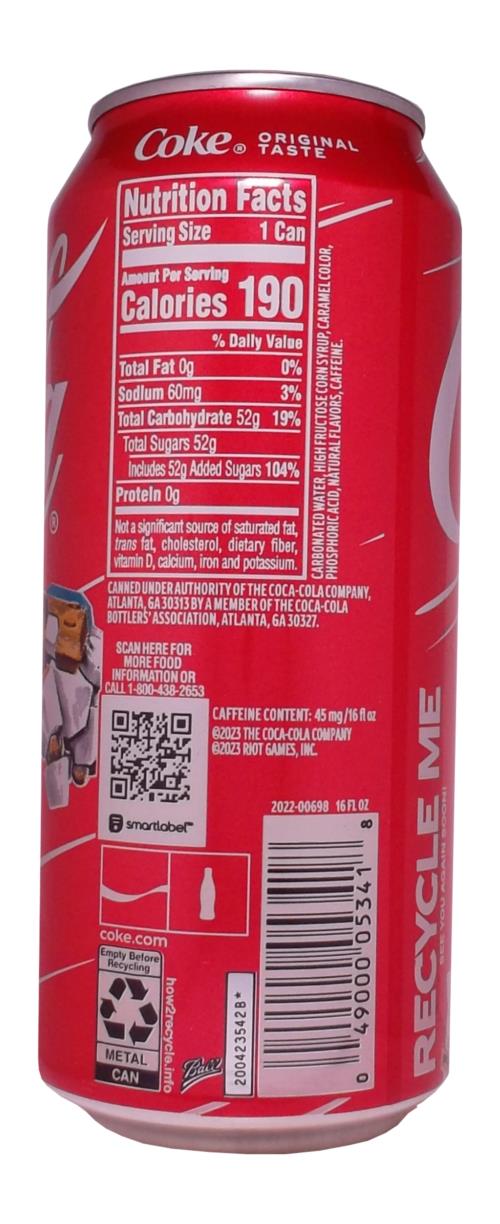 Coke® ORIGINAL TASTE
Nutrition Facts
Serving Size 1 Can
Amount Per Serving
Calories 190
% Daily Value
Total Fat 0g 0%
Sodium 60mg 3%
Total Carbohydrate 52g 19%
Total Sugars 52g
Includes 52g Added Sugars 104%
Protein 0g
Not a significant source of saturated fat,
trans fat, cholesterol, dietary fiber,
vitamin D, calcium, iron and potassium.
CARBONATED WATER, HIGH FRUCTOSE CORN SYRUP, CARAMEL COLOR,
PHOSPHORIC ACID, NATURAL FLAVORS, CAFFEINE.
CANNED UNDER AUTHORITY OF THE COCA-COLA COMPANY,
ATLANTA, GA 30313 BY A MEMBER OF THE COCA-COLA
BOTTLERS' ASSOCIATION, ATLANTA, GA 30327.
SCAN HERE FOR
MORE FOOD
INFORMATION OR
CALL 1-800-438-2653
smartlabel™
CAFFEINE CONTENT: 45 mg/16 fl oz
©2023 THE COCA-COLA COMPANY
©2023 RIOT GAMES, INC.
2022-00698 16 FL OZ
0 49000 05341 8
coke.com
Empty Before
Recycling
METAL
CAN
how2recycle.info
Ball
200423542B*
RECYCLE ME
SEE YOU AGAIN SOON!
®